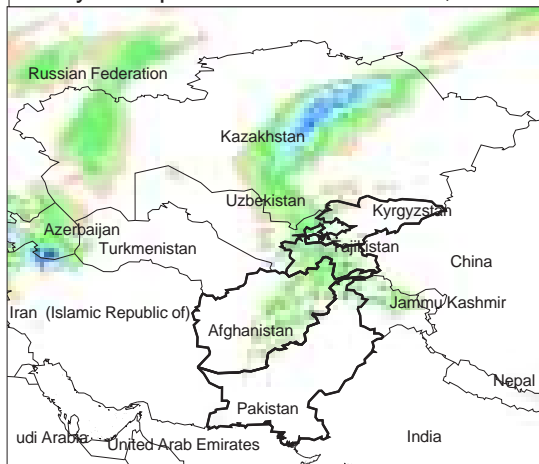 Russian Federation
Kazakhstan
Uzbekistan
Kyrgyzstan
Azerbaijan
Turkmenistan
Tajikistan
China
Jammu Kashmir
Iran (Islamic Republic of)
Afghanistan
Nepal
Pakistan
udi Arabia
United Arab Emirates
India